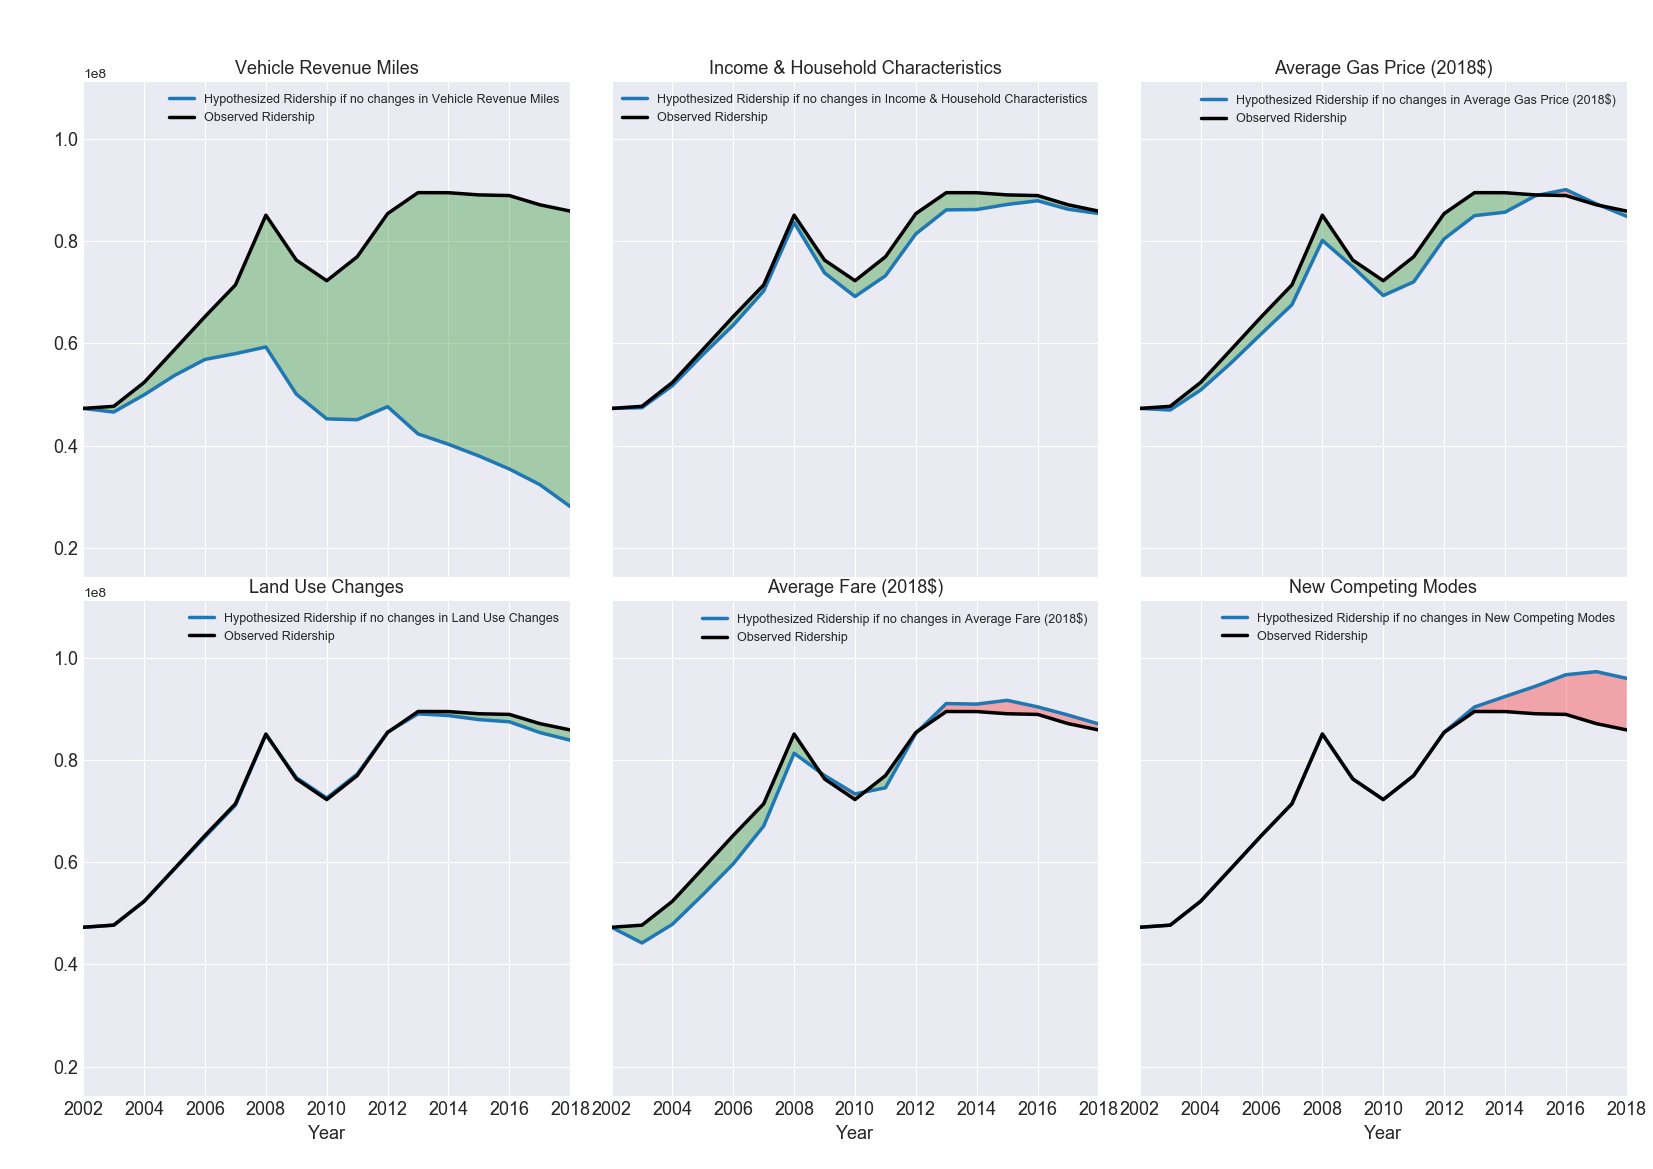 Vehicle Revenue Miles
1e8
Hypothesized Ridership if no changes in Vehicle Revenue Miles
Observed Ridership
1.0
0.8
0.6
0.4
0.2
Income & Household Characteristics
Hypothesized Ridership if no changes in Income & Household Characteristics
Observed Ridership
Average Gas Price (2018$)
Hypothesized Ridership if no changes in Average Gas Price (2018$)
Observed Ridership
Land Use Changes
1e8
Hypothesized Ridership if no changes in Land Use Changes
Observed Ridership
1.0
0.8
0.6
0.4
0.2
2002 2004 2006 2008 2010 2012 2014 2016 2018
Year
Average Fare (2018$)
Hypothesized Ridership if no changes in Average Fare (2018$)
Observed Ridership
2002 2004 2006 2008 2010 2012 2014 2016 2018
Year
New Competing Modes
Hypothesized Ridership if no changes in New Competing Modes
Observed Ridership
2002 2004 2006 2008 2010 2012 2014 2016 2018
Year